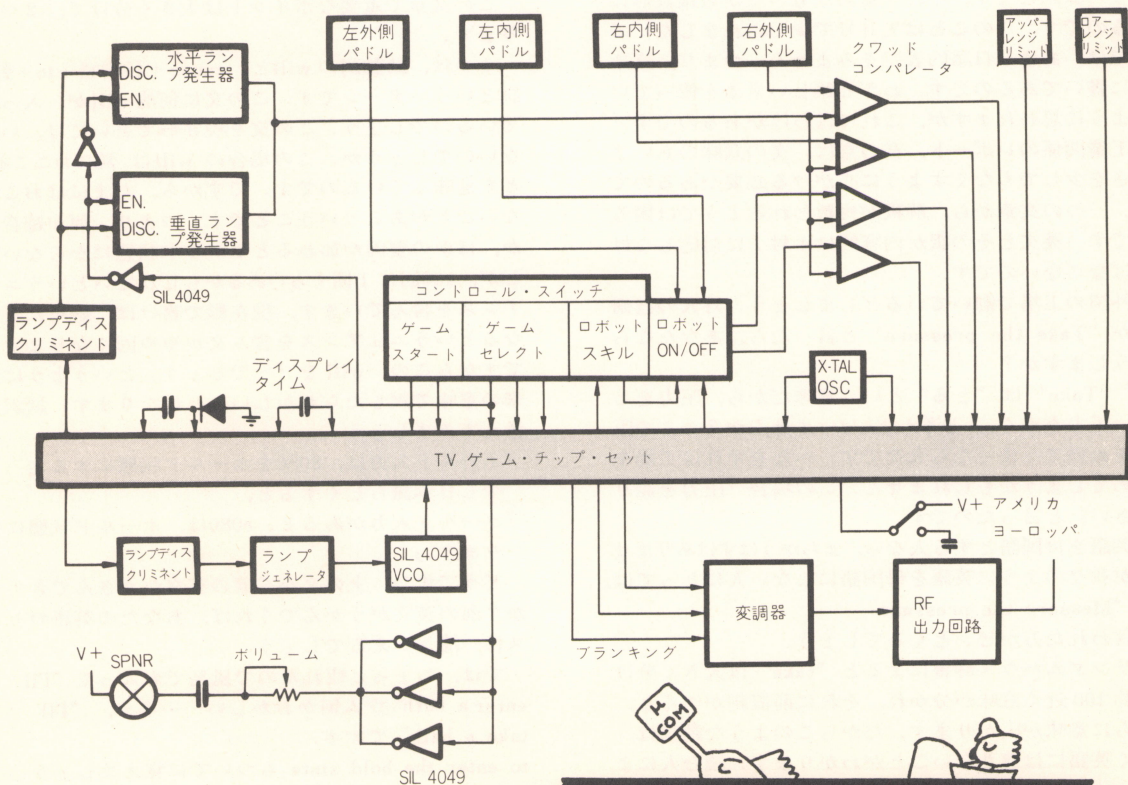 左外側
パドル
左内側
パドル
右内側
パドル
右外側
パドル
アッパー
レンジ
リミット
ロアー
レンジ
リミット
水平ラン
プ発生器
DISC.
EN.
クワッド
コンパレータ
EN.
DISC.
垂直ラン
プ発生器
SIL4049
ランプディス
クリミネント
コントロール・スイッチ
ゲーム
スタート
ゲーム
セレクト
ロボット
スキル
ロボット
ON/OFF
ディスプレイ
タイム
X-TAL
OSC
TV ゲーム・チップ・セット
V+ アメリカ
ヨーロッパ
ランプディス
クリミネント
ランプ
ジェネレータ
SIL 4049
VCO
変調器
RF
出力回路
ブランキング
V+
SPNR
ボリューム
SIL 4049
μ
COM